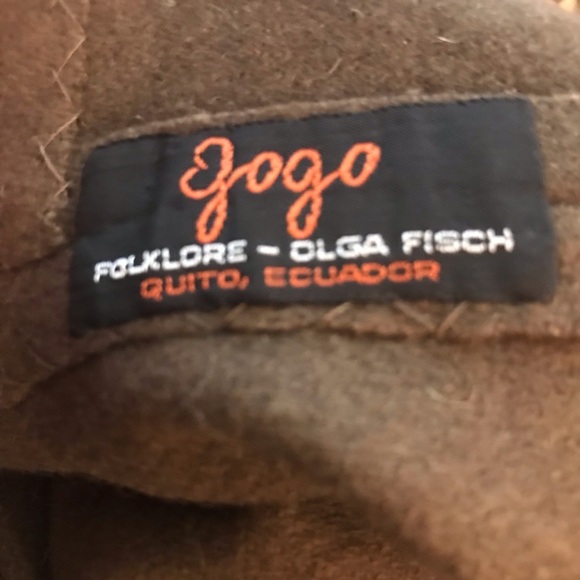 gogo
FOLKLORE - OLGA FISCH
QUITO, ECUADOR